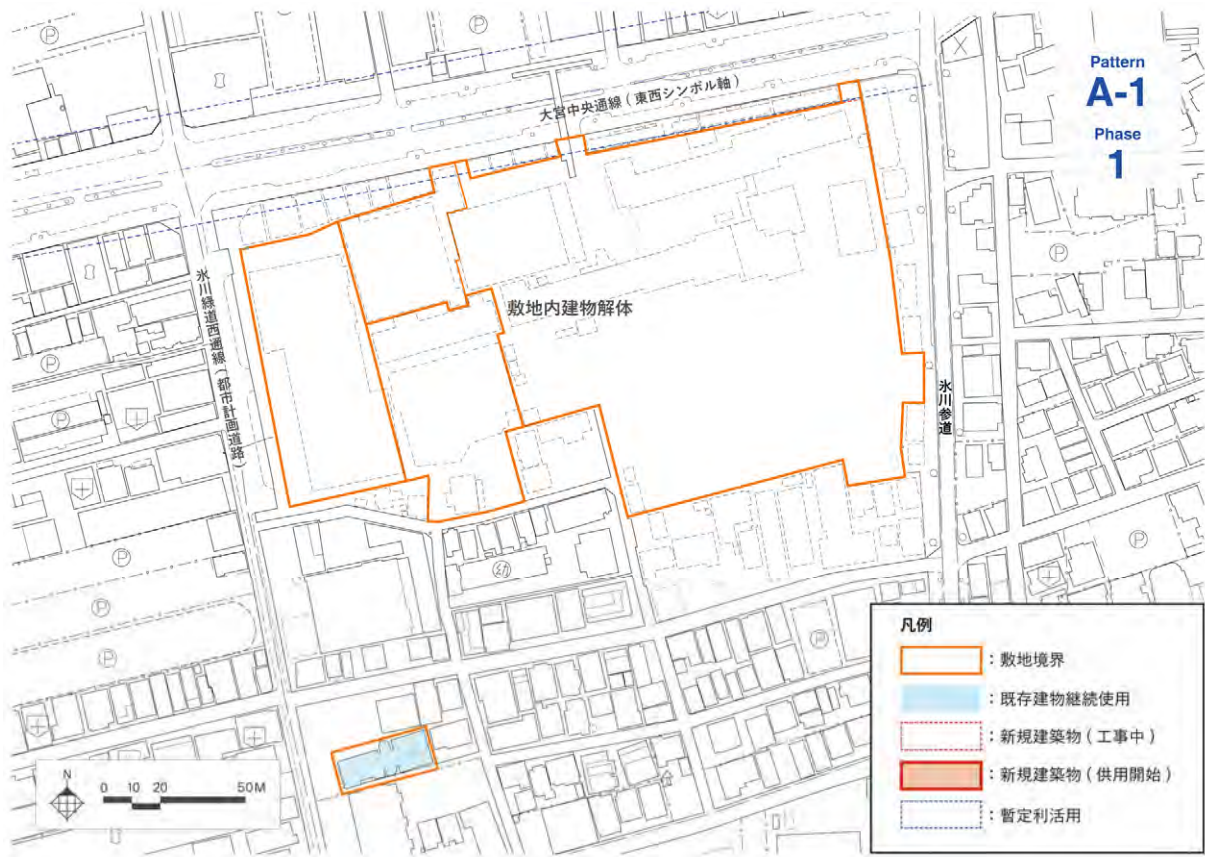 Pattern
A-1
Phase
1
大宮中央通線(東西シンボル軸)
氷川緑道西通線(都市計画道路)
敷地内建物解体
氷川参道
P
P
P
P
P
P
P
P
P
幼
N
0 10 20 50M
凡例
:敷地境界
:既存建物継続使用
:新規建築物(工事中)
:新規建築物(供用開始)
:暫定利活用